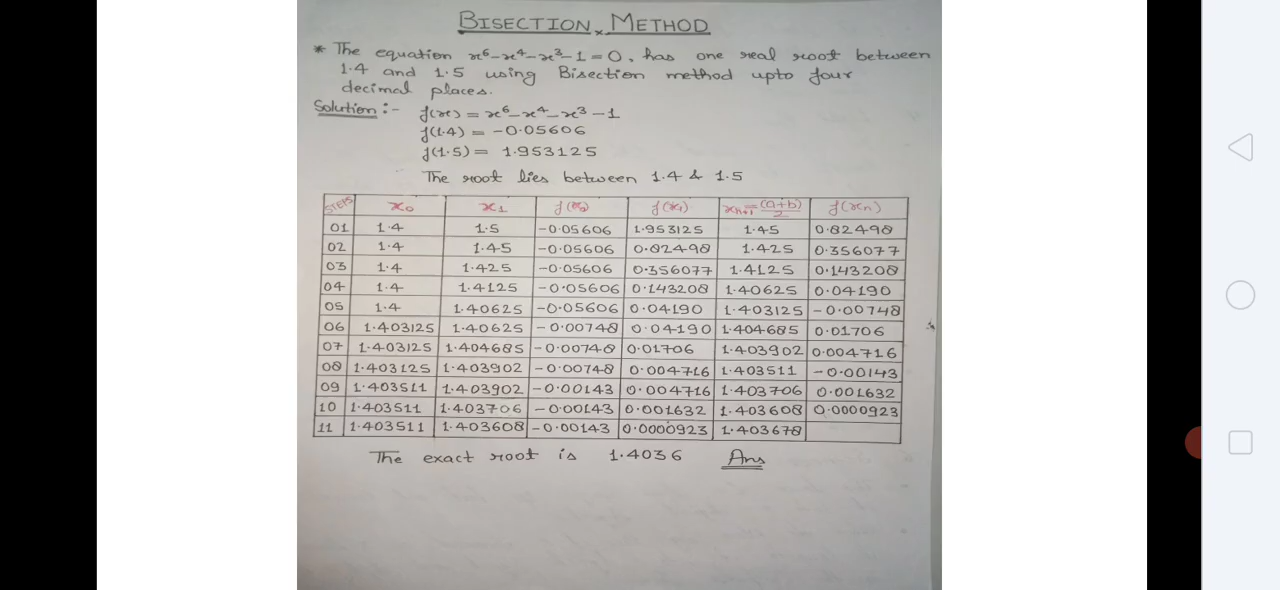 BISECTION METHOD
* The equation x⁶-x⁴-x³-1=0, has one real root between
1.4 and 1.5 using Bisection method upto four
decimal places.
Solution :- f(x) = x⁶-x⁴-x³-1
f(1.4) = -0.05606
f(1.5) = 1.953125
The root lies between 1.4 & 1.5
STEPS x₀ x₁ f(x₀) f(x₁) xₙ₊₁=(a+b)/2 f(xₙ)
01 1.4 1.5 -0.05606 1.953125 1.45 0.82498
02 1.4 1.45 -0.05606 0.82498 1.425 0.356077
03 1.4 1.425 -0.05606 0.356077 1.4125 0.143208
04 1.4 1.4125 -0.05606 0.143208 1.40625 0.04190
05 1.4 1.40625 -0.05606 0.04190 1.403125 -0.00748
06 1.403125 1.40625 -0.00748 0.04190 1.404685 0.01706
07 1.403125 1.404685 -0.00748 0.01706 1.403902 0.004716
08 1.403125 1.403902 -0.00748 0.004716 1.403511 -0.00143
09 1.403511 1.403902 -0.00143 0.004716 1.403706 0.001632
10 1.403511 1.403706 -0.00143 0.001632 1.403608 0.0000923
11 1.403511 1.403608 -0.00143 0.0000923 1.403678
The exact root is 1.4036 Ans